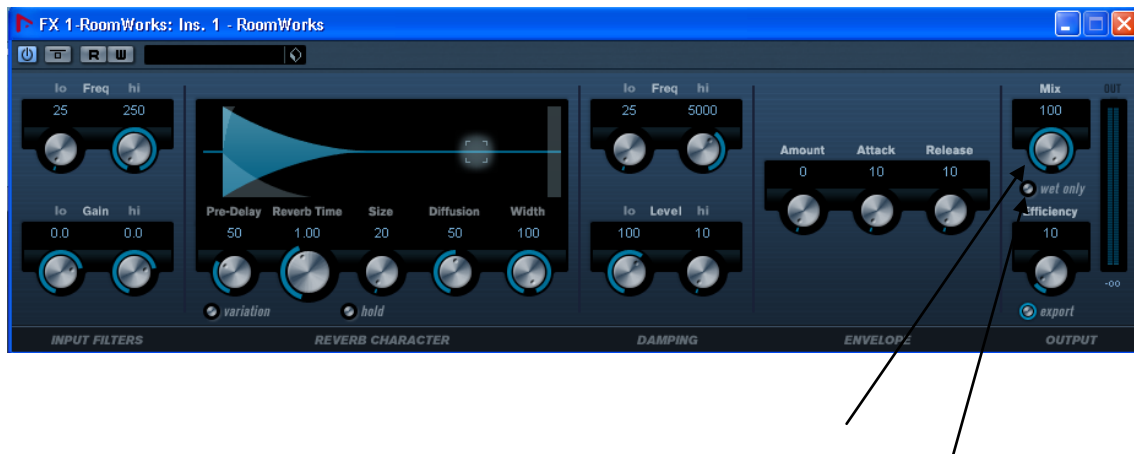 FX 1-RoomWorks: Ins. 1 - RoomWorks
R W
lo Freq hi
25 250
lo Gain hi
0.0 0.0
INPUT FILTERS
Pre-Delay Reverb Time Size Diffusion Width
50 1.00 20 50 100
variation hold
REVERB CHARACTER
lo Freq hi
25 5000
lo Level hi
100 10
DAMPING
Amount Attack Release
0 10 10
ENVELOPE
Mix OUT
100
wet only
Efficiency
10
-oo
export
OUTPUT